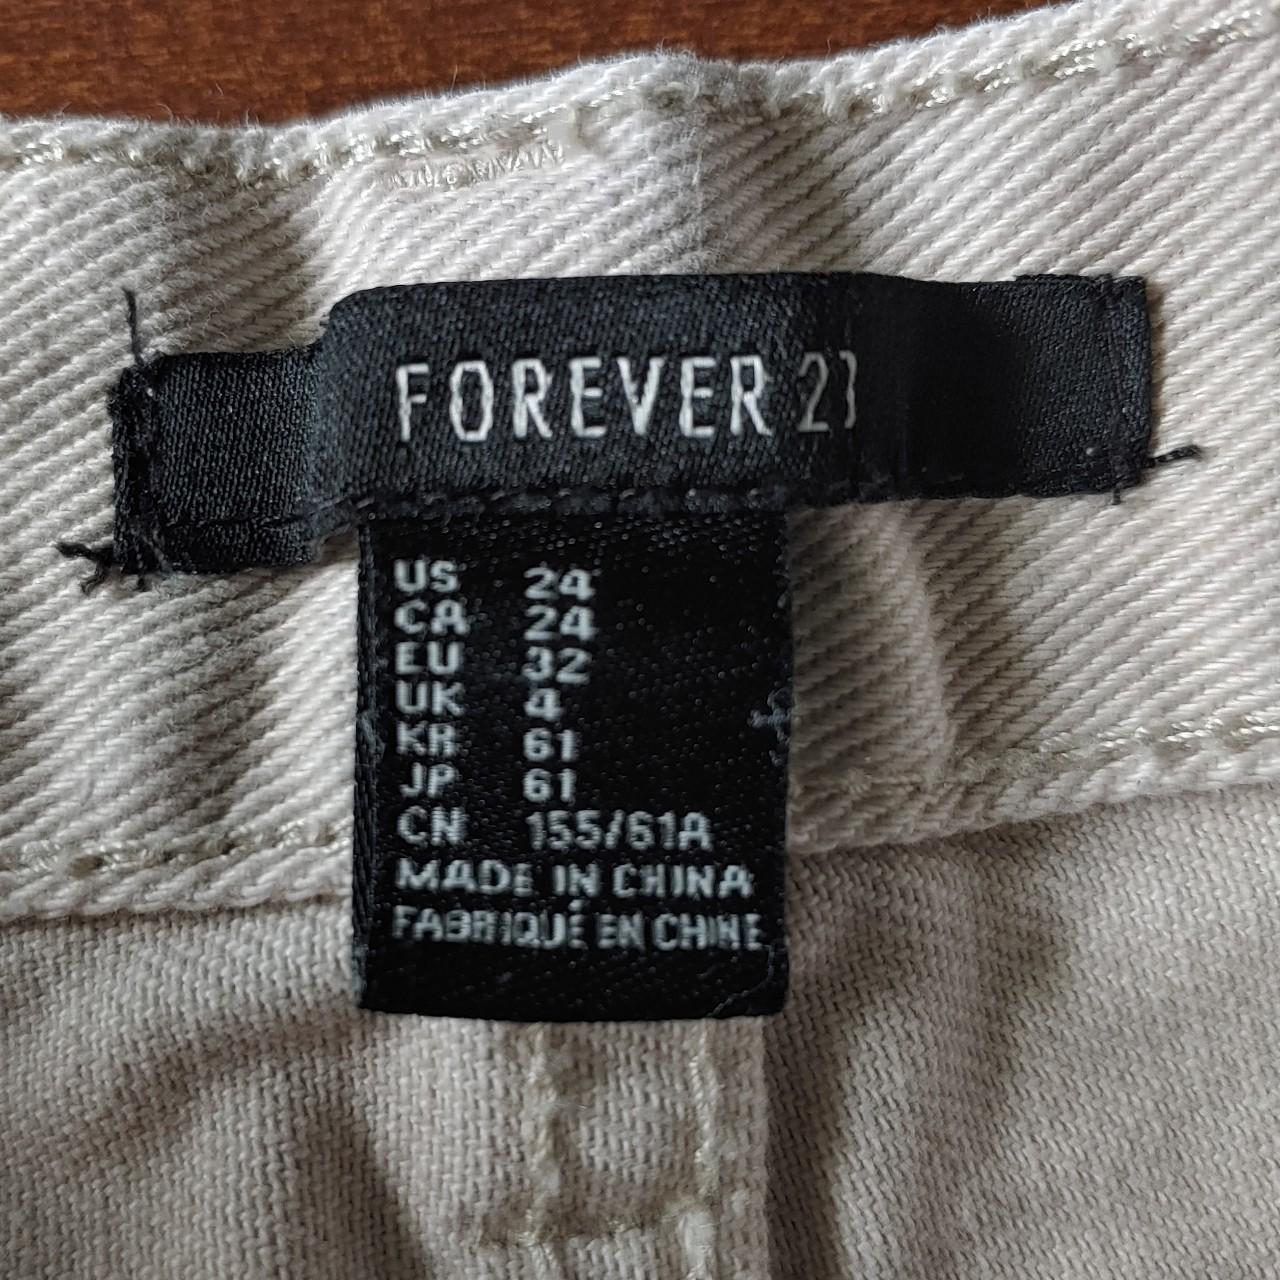 FOREVER 21
US 24
CA 24
EU 32
UK 4
KR 61
JP 61
CN 155/61A
MADE IN CHINA
FABRIQUÉ EN CHINE